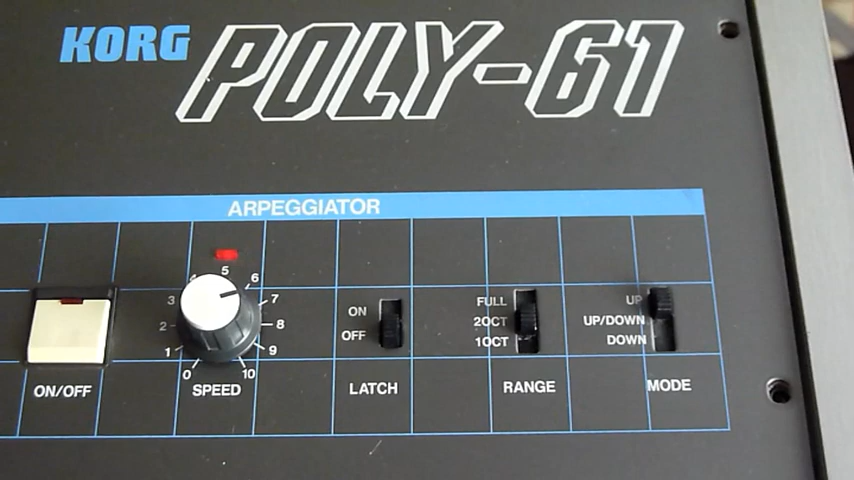 KORG POLY-61
ARPEGGIATOR
0 1 2 3 4 5 6 7 8 9 10
ON/OFF
SPEED
ON
OFF
LATCH
FULL
2OCT
1OCT
RANGE
UP
UP/DOWN
DOWN
MODE